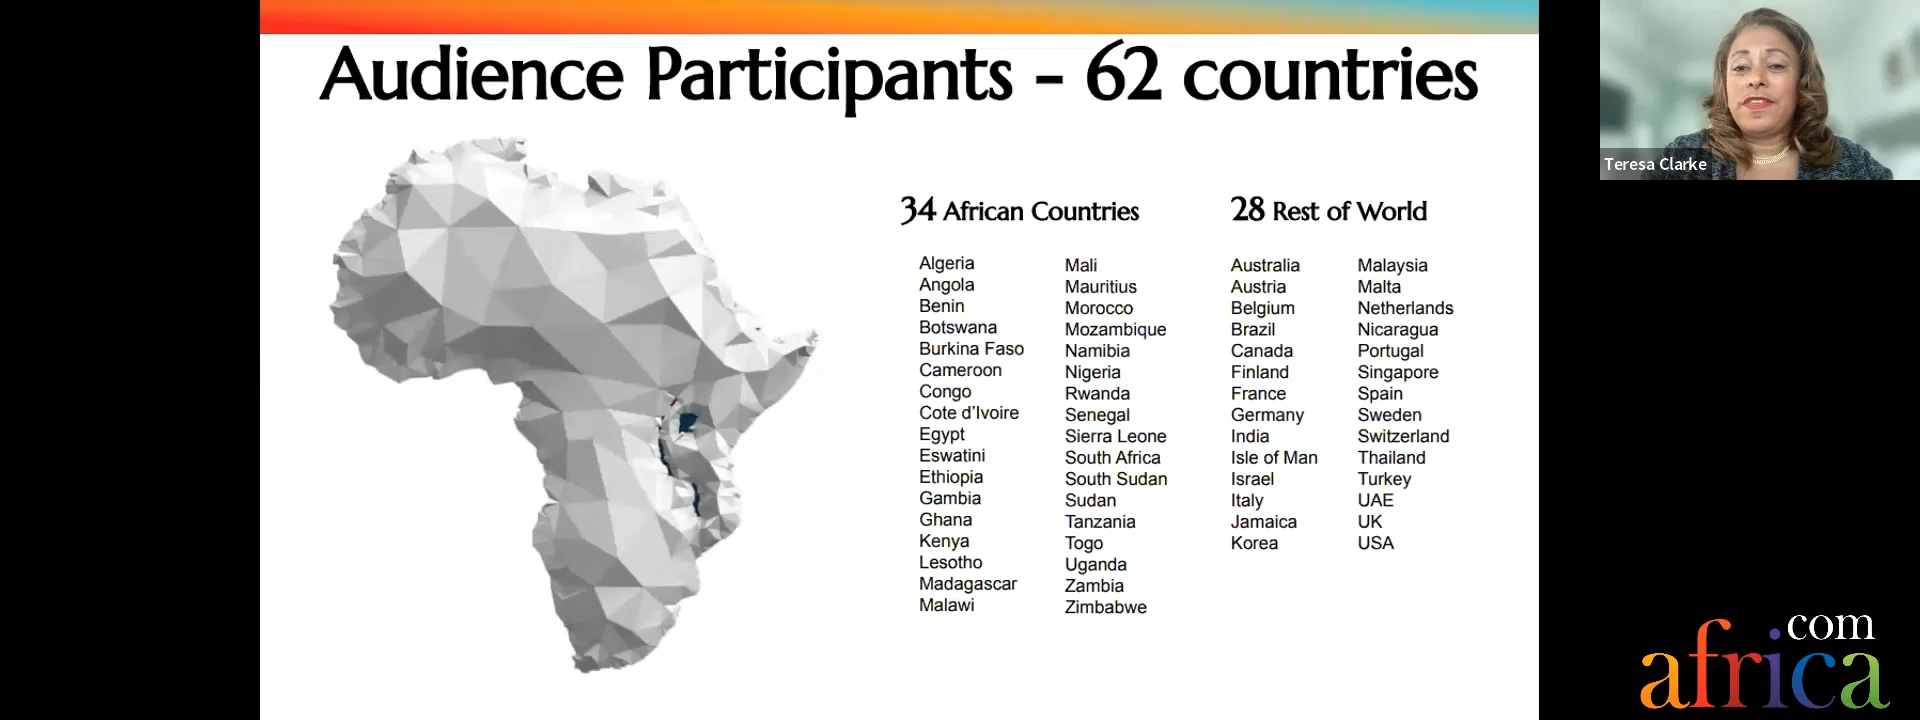 Audience Participants - 62 countries
34 African Countries
Algeria
Angola
Benin
Botswana
Burkina Faso
Cameroon
Congo
Cote d'Ivoire
Egypt
Eswatini
Ethiopia
Gambia
Ghana
Kenya
Lesotho
Madagascar
Malawi
Mali
Mauritius
Morocco
Mozambique
Namibia
Nigeria
Rwanda
Senegal
Sierra Leone
South Africa
South Sudan
Sudan
Tanzania
Togo
Uganda
Zambia
Zimbabwe
28 Rest of World
Australia
Austria
Belgium
Brazil
Canada
Finland
France
Germany
India
Isle of Man
Israel
Italy
Jamaica
Korea
Malaysia
Malta
Netherlands
Nicaragua
Portugal
Singapore
Spain
Sweden
Switzerland
Thailand
Turkey
UAE
UK
USA
Teresa Clarke
com
africa